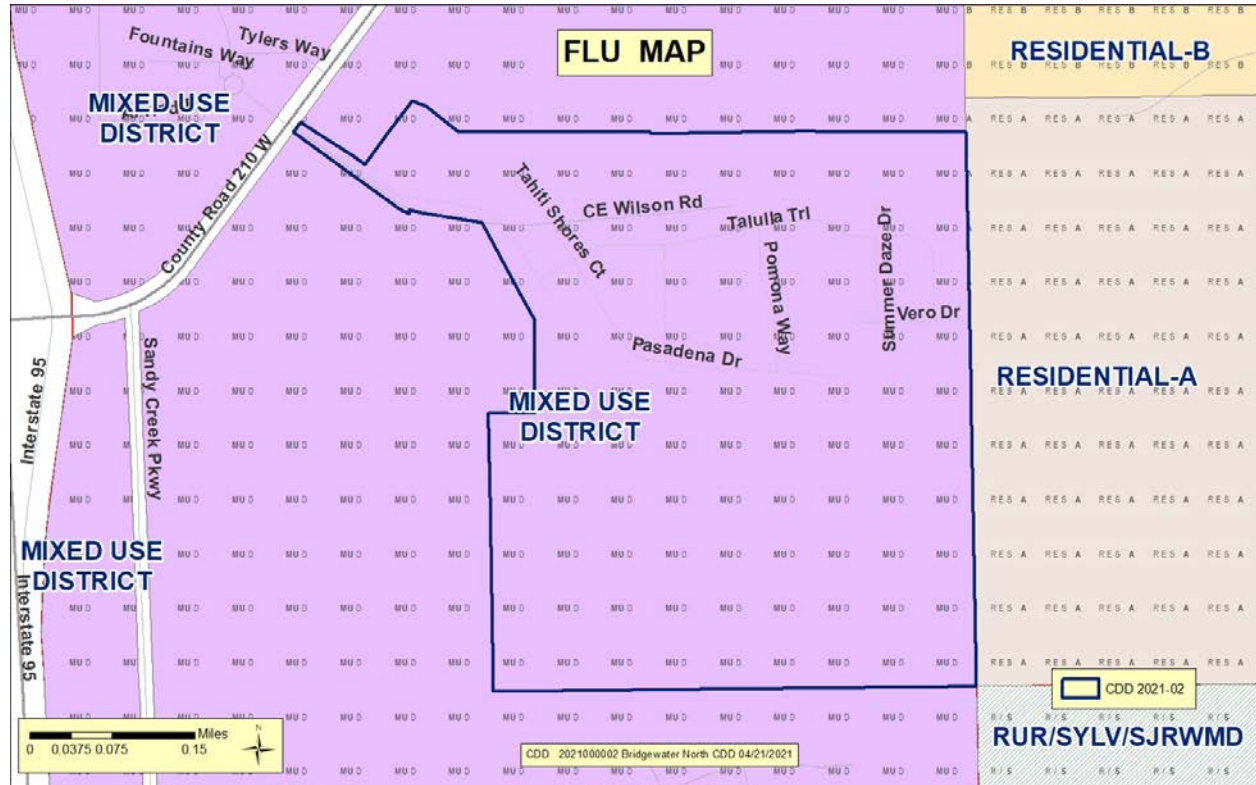 FLU MAP
RESIDENTIAL-B
Fountains Way
Tylers Way
MIXED USE
DISTRICT
County Road 210 W
Tahiti Shores Ct
CE Wilson Rd
Talulla Trl
Pomona Way
Summer Daze Dr
Vero Dr
Pasadena Dr
Interstate 95
Sandy Creek Pkwy
MIXED USE
DISTRICT
RESIDENTIAL-A
MIXED USE
DISTRICT
Interstate 95
MU D
RES B
RES A
R/S
CDD 2021-02
RUR/SYLV/SJRWMD
Miles
0 0.0375 0.075 0.15
N
CDD 2021000002 Bridgewater North CDD 04/21/2021